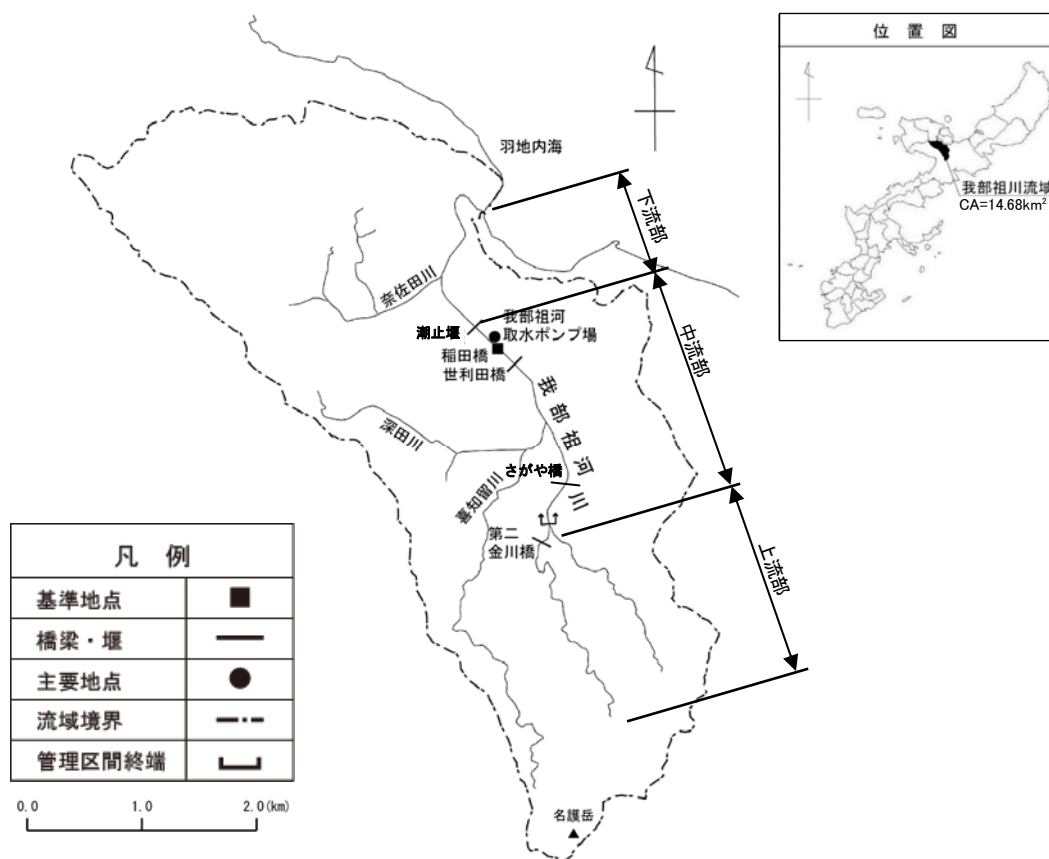 位 置 図
我部祖川流域
CA=14.68km²
羽地内海
下流部
奈佐田川
潮止堰
我部祖河
取水ポンプ場
稲田橋
世利田橋
中流部
我部祖河川
深田川
さがや橋
喜知留川
第二
金川橋
上流部
凡 例
基準地点
橋梁・堰
主要地点
流域境界
管理区間終端
0.0 1.0 2.0(km)
名護岳